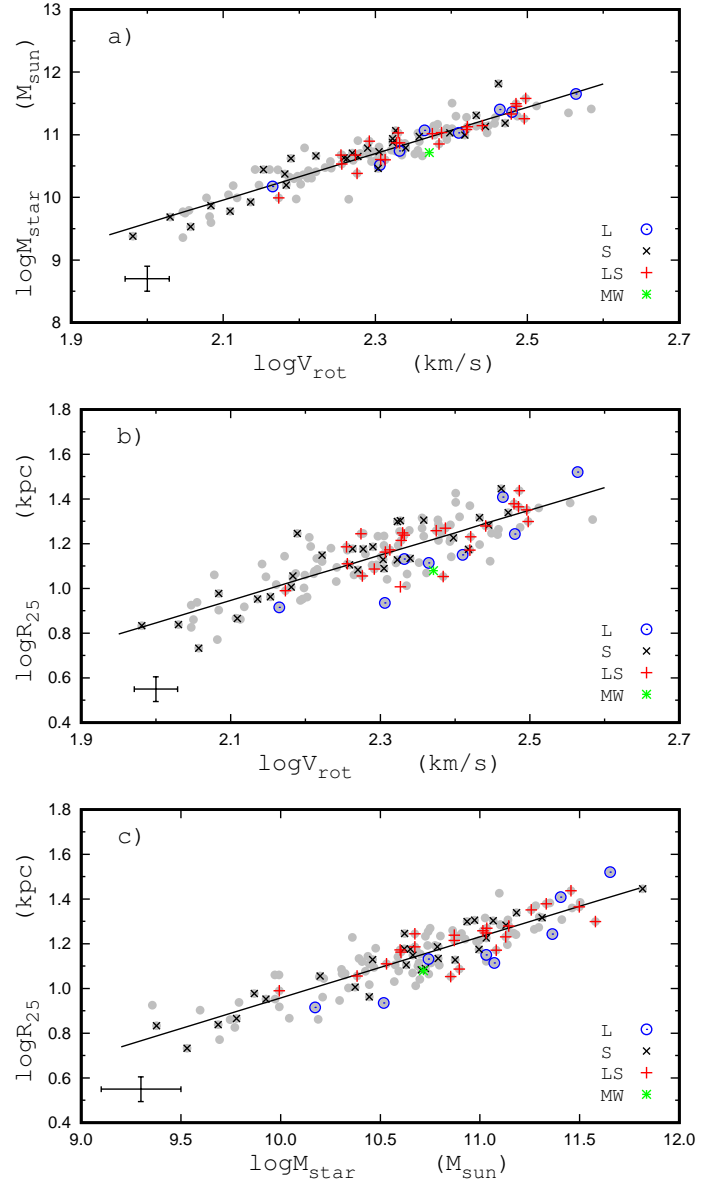 a)
logM_star (M_sun)
13
12
11
10
9
8
L
S
LS
MW
1.9 2.1 2.3 2.5 2.7
logV_rot (km/s)
b)
logR_25 (kpc)
1.8
1.6
1.4
1.2
1.0
0.8
0.6
0.4
L
S
LS
MW
1.9 2.1 2.3 2.5 2.7
logV_rot (km/s)
c)
logR_25 (kpc)
1.8
1.6
1.4
1.2
1.0
0.8
0.6
0.4
L
S
LS
MW
9.0 9.5 10.0 10.5 11.0 11.5 12.0
logM_star (M_sun)